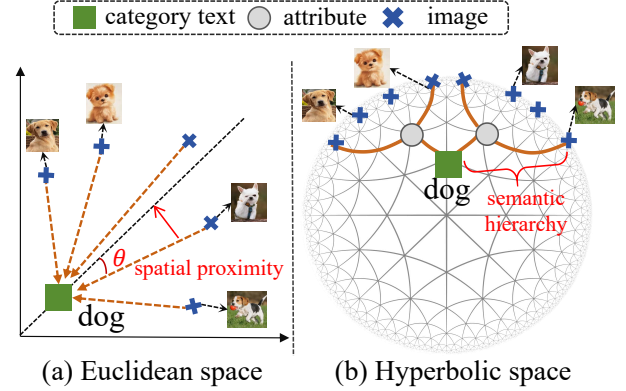 category text attribute image
dog
θ
spatial proximity
(a) Euclidean space
dog
semantic
hierarchy
(b) Hyperbolic space